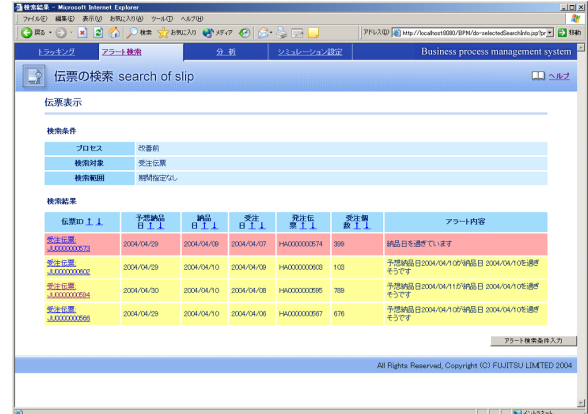 検索結果 - Microsoft Internet Explorer
ファイル(F) 編集(E) 表示(V) お気に入り ツール(T) ヘルプ(H)
戻る 検索 お気に入り メディア アドレス(D) http://localhost:8080/BPM/do-selectedSearchInfo.jsp?pr 移動
トラッキング アラート検索 分析 シミュレーション設定 Business process management system
伝票の検索 search of slip ヘルプ
伝票表示
検索条件
プロセス 改善前
検索対象 受注伝票
検索範囲 期間指定なし
検索結果
伝票ID ↑ ↓ 予想納品日 ↑ ↓ 納品日 ↑ ↓ 受注日 ↑ ↓ 発注伝票 ↑ ↓ 受注個数 ↑ ↓ アラート内容
受注伝票:
JU0000000573 2004/04/29 2004/04/09 2004/04/07 HA0000000574 399 納品日を過ぎています
受注伝票:
JU0000000602 2004/04/29 2004/04/10 2004/04/09 HA0000000603 103 予想納品日2004/04/10が納品日 2004/04/10を過ぎそうです
受注伝票:
JU0000000594 2004/04/30 2004/04/10 2004/04/08 HA0000000595 789 予想納品日2004/04/11が納品日 2004/04/10を過ぎそうです
受注伝票:
JU0000000566 2004/04/29 2004/04/10 2004/04/06 HA0000000567 676 予想納品日2004/04/10が納品日 2004/04/10を過ぎそうです
アラート検索条件入力
All Rights Reserved, Copyright (C) FUJITSU LIMITED 2004
イントラネット